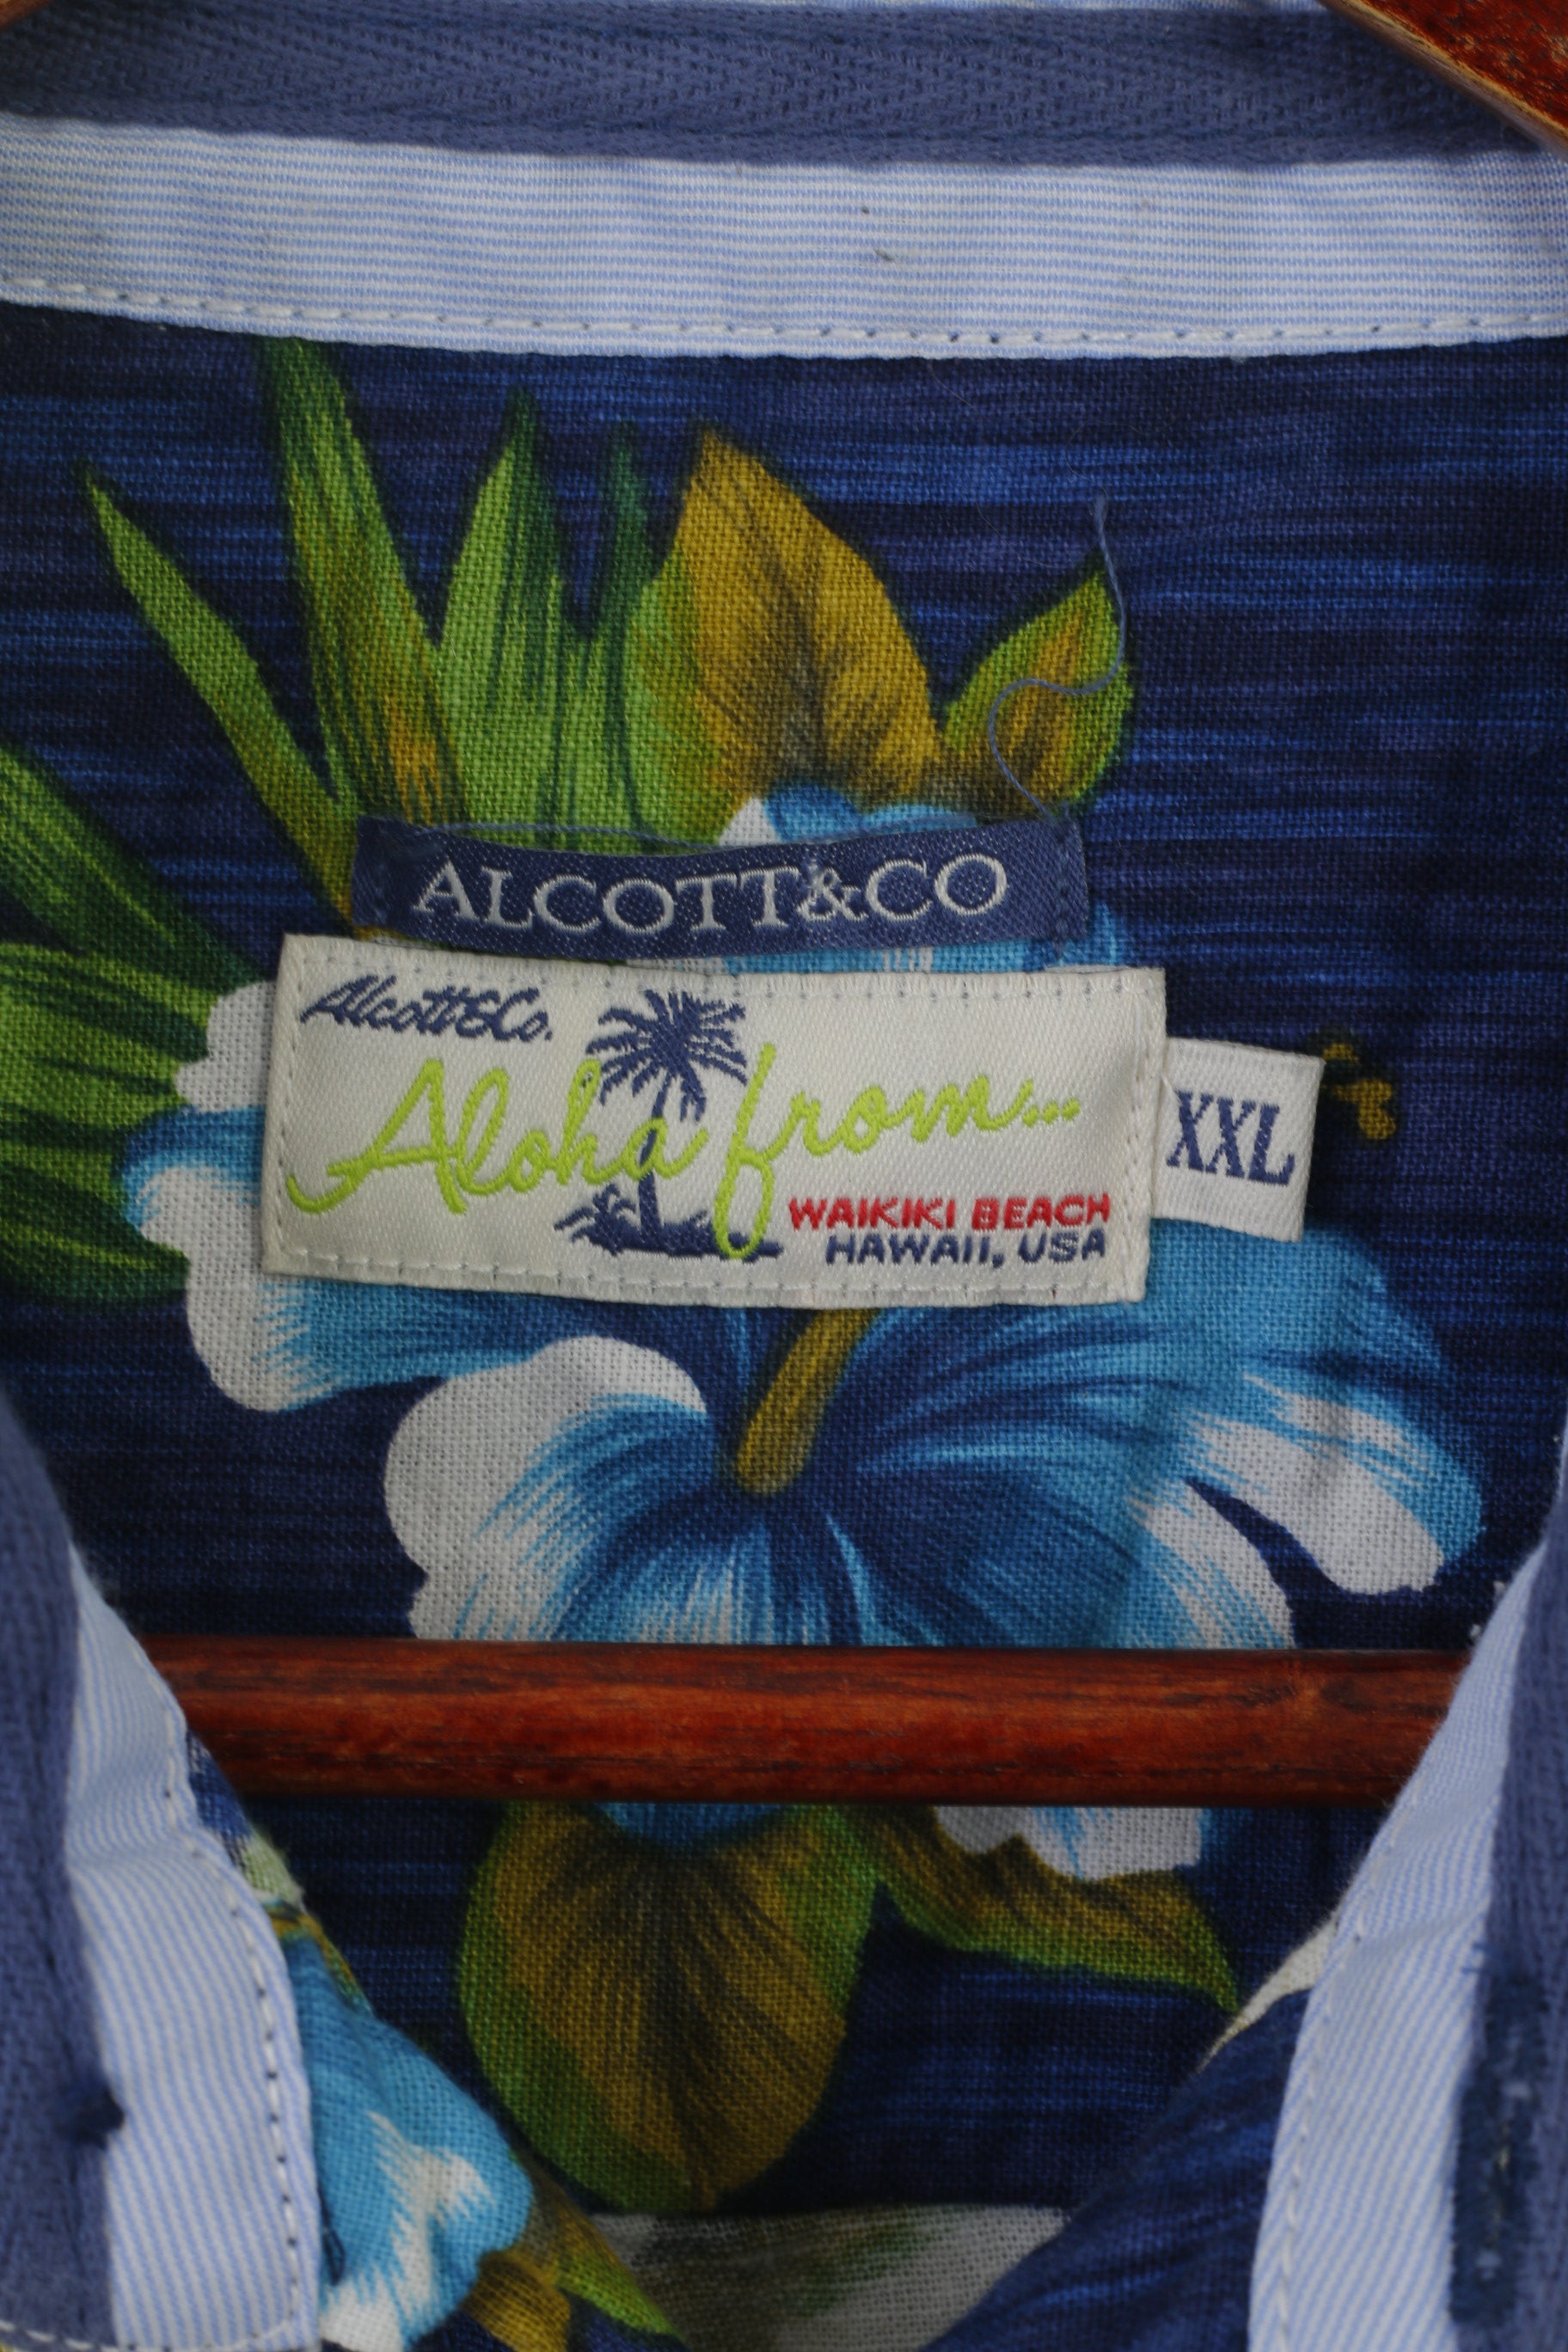 ALCOTT&CO
Alcott&Co.
Aloha from...
WAIKIKI BEACH
HAWAII, USA
XXL